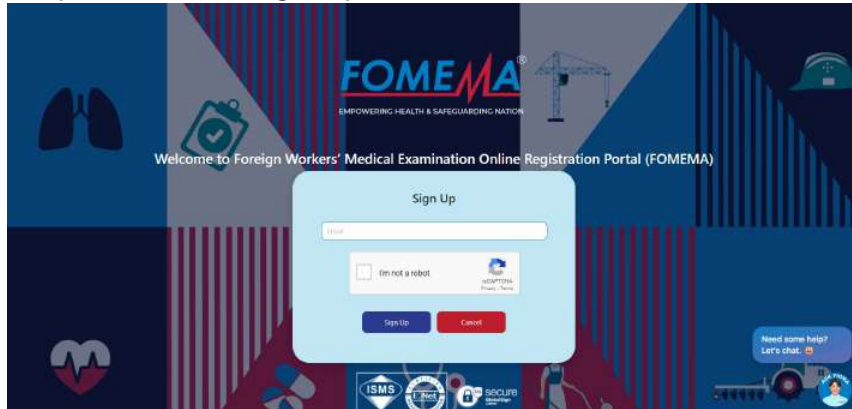 FOMEMA®
EMPOWERING HEALTH & SAFEGUARDING NATION
Welcome to Foreign Workers' Medical Examination Online Registration Portal (FOMEMA)
Sign Up
Email
I'm not a robot
reCAPTCHA
Privacy - Terms
Sign Up
Cancel
Need some help?
Let's chat.
ISMS
secure
GlobalSign